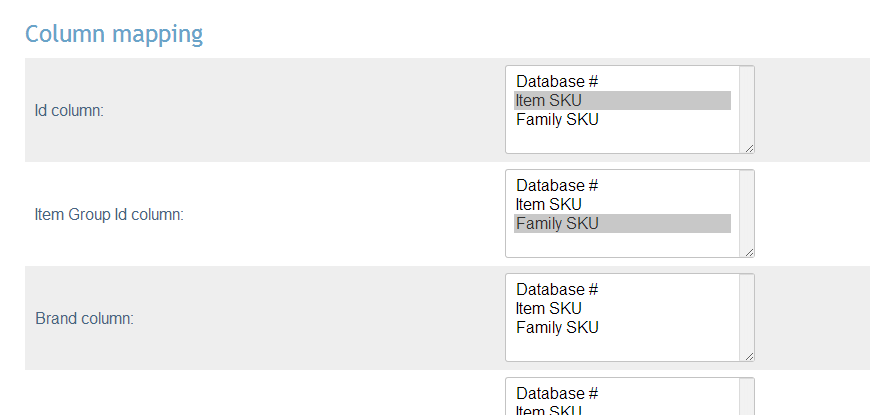 Column mapping
Id column:
Database #
Item SKU
Family SKU
Item Group Id column:
Database #
Item SKU
Family SKU
Brand column:
Database #
Item SKU
Family SKU
Database #
Item SKU